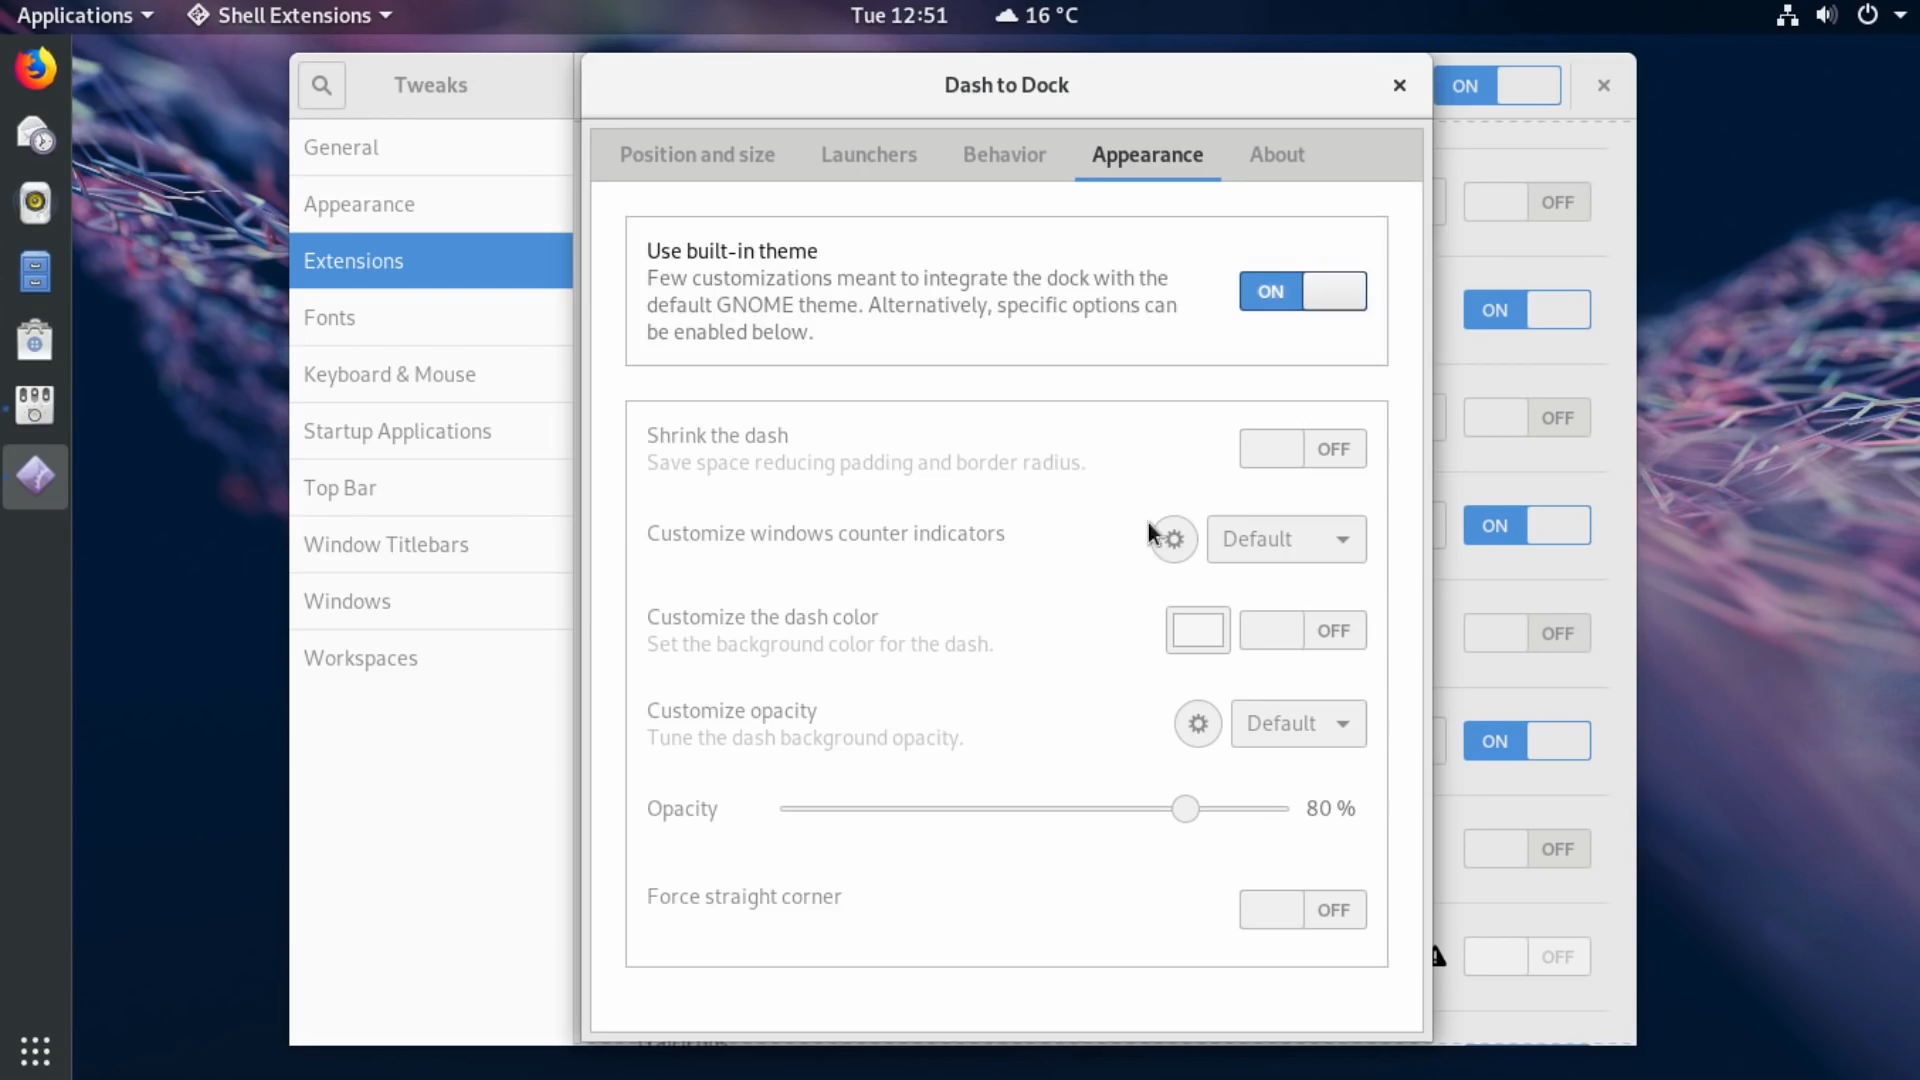 Applications
Shell Extensions
Tue 12:51
16 °C
Tweaks
Dash to Dock
ON
General
Appearance
Extensions
Fonts
Keyboard & Mouse
Startup Applications
Top Bar
Window Titlebars
Windows
Workspaces
Position and size
Launchers
Behavior
Appearance
About
Use built-in theme
Few customizations meant to integrate the dock with the
default GNOME theme. Alternatively, specific options can
be enabled below.
ON
Shrink the dash
Save space reducing padding and border radius.
OFF
Customize windows counter indicators
Default
Customize the dash color
Set the background color for the dash.
OFF
Customize opacity
Tune the dash background opacity.
Default
Opacity
80 %
Force straight corner
OFF
OFF
ON
OFF
ON
OFF
ON
OFF
OFF